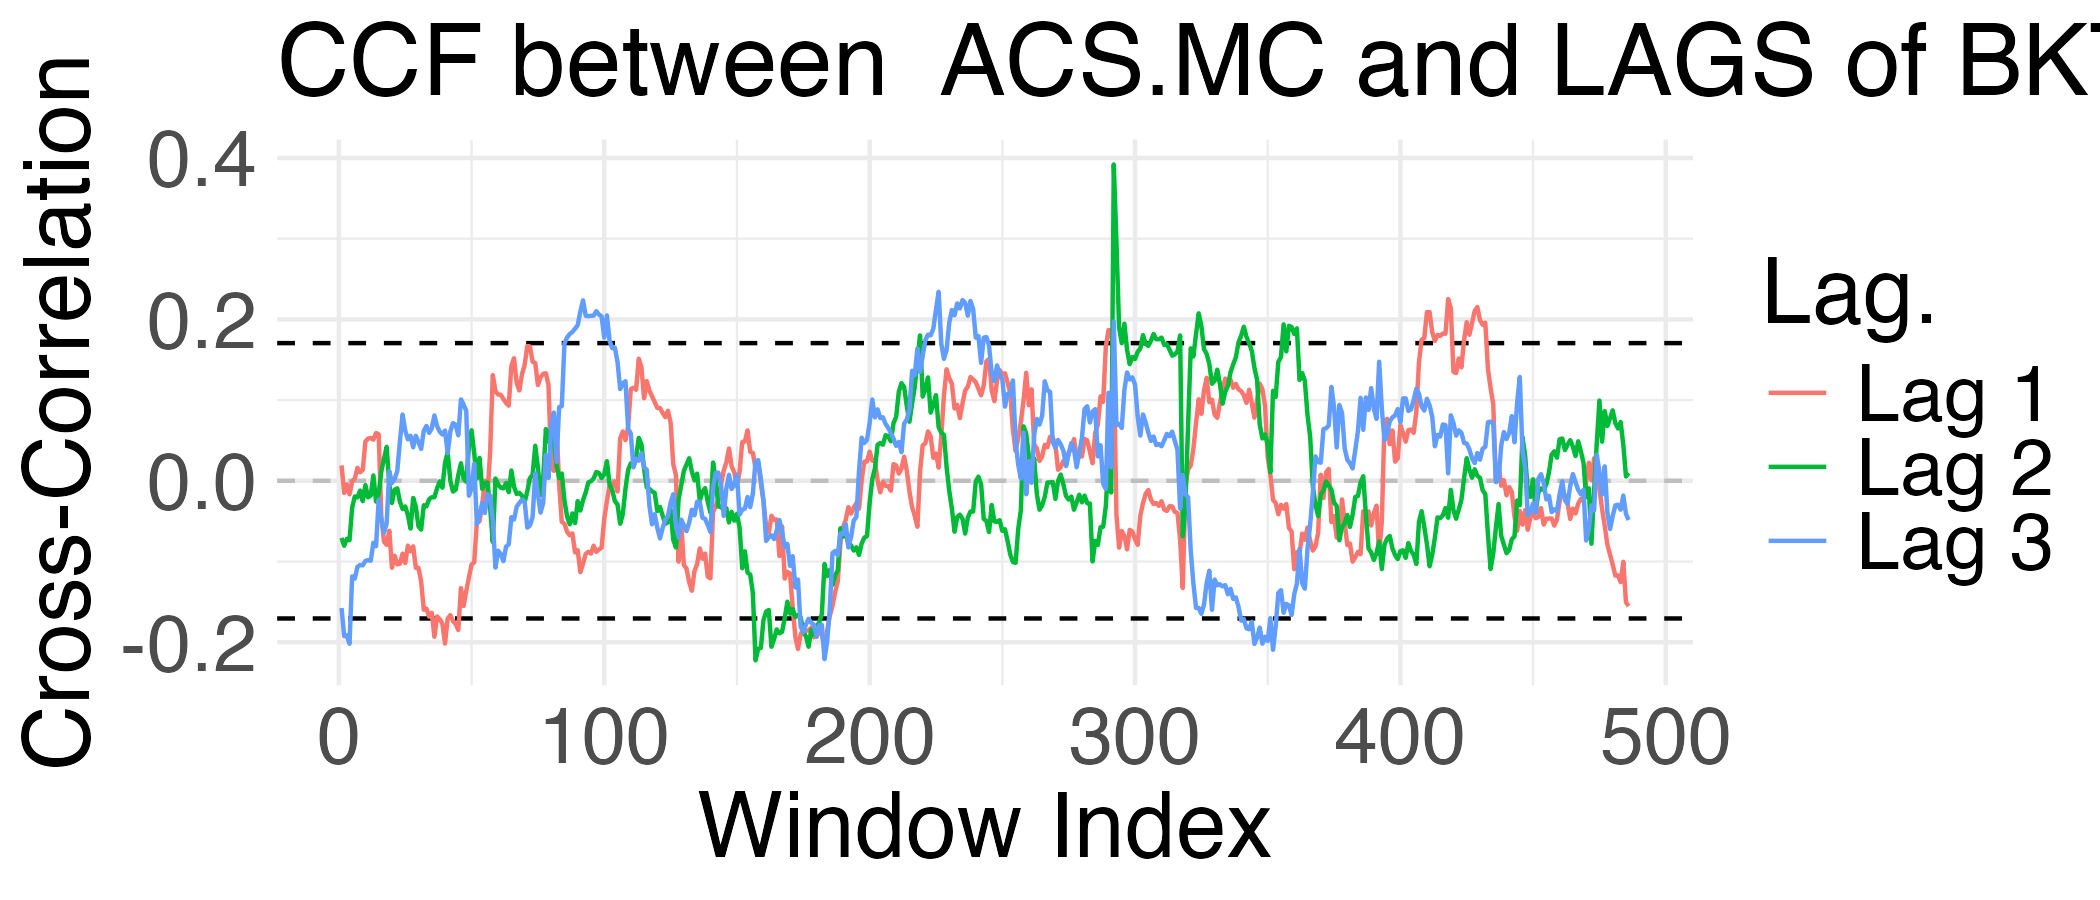 CCF between  ACS.MC and LAGS of BKT
Cross-Correlation
0.4
0.2
0.0
-0.2
0
100
200
300
400
500
Window Index
Lag.
Lag 1
Lag 2
Lag 3